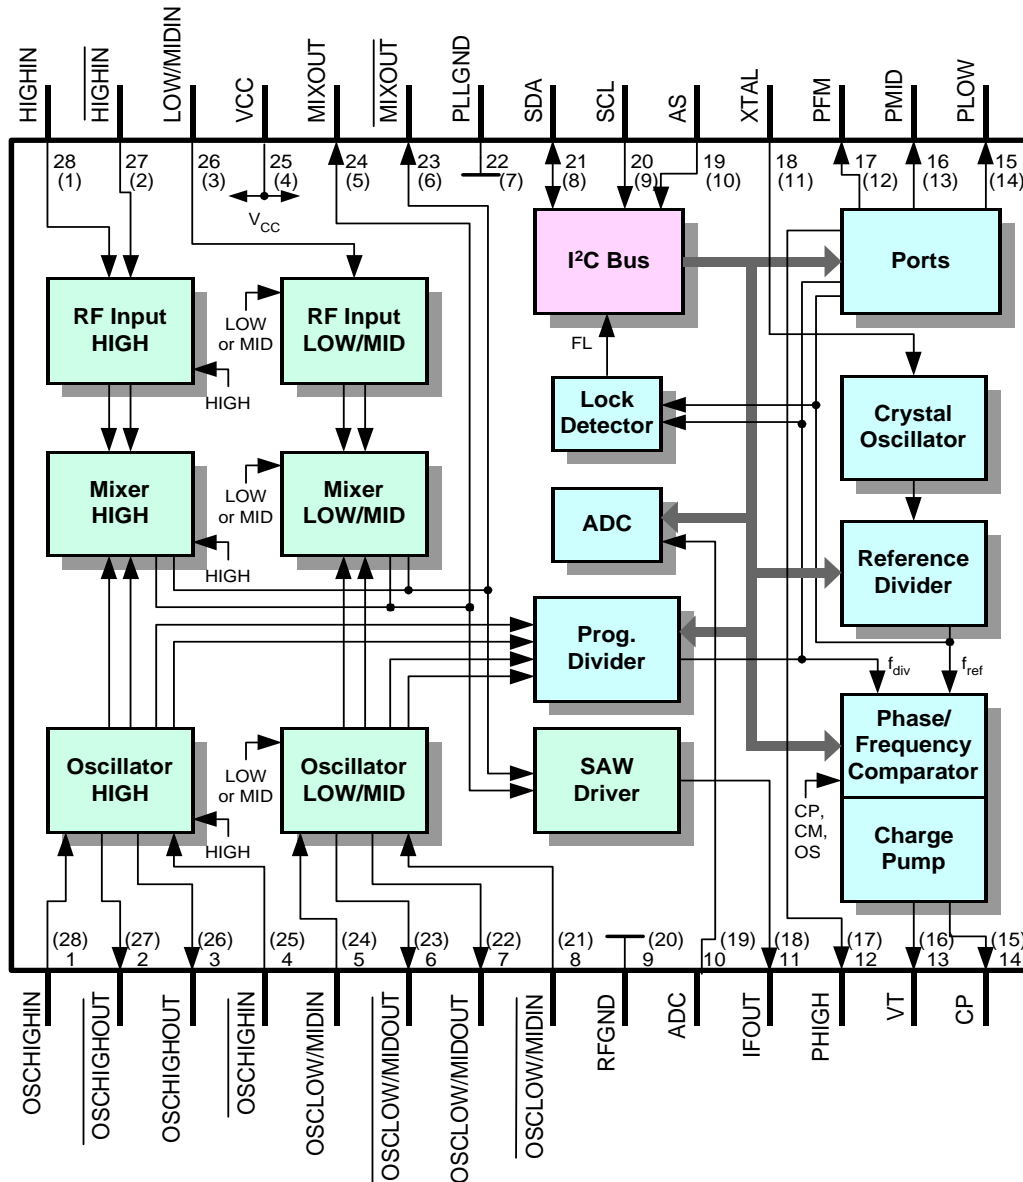 HIGHIN
HIGHIN
LOW/MIDIN
VCC
MIXOUT
MIXOUT
PLLGND
SDA
SCL
AS
XTAL
PFM
PMID
PLOW
28
(1)
27
(2)
26
(3)
25
(4)
24
(5)
23
(6)
22
(7)
21
(8)
20
(9)
19
(10)
18
(11)
17
(12)
16
(13)
15
(14)
VCC
RF Input
HIGH
HIGH
LOW
or MID
RF Input
LOW/MID
I²C Bus
Ports
FL
Lock
Detector
Crystal
Oscillator
Mixer
HIGH
HIGH
LOW
or MID
Mixer
LOW/MID
ADC
Reference
Divider
Prog.
Divider
fdiv
fref
Oscillator
HIGH
HIGH
LOW
or MID
Oscillator
LOW/MID
SAW
Driver
Phase/
Frequency
Comparator
CP,
CM,
OS
Charge
Pump
(28)
1
(27)
2
(26)
3
(25)
4
(24)
5
(23)
6
(22)
7
(21)
8
(20)
9
(19)
10
(18)
11
(17)
12
(16)
13
(15)
14
OSCHIGHIN
OSCHIGHOUT
OSCHIGHOUT
OSCHIGHIN
OSCLOW/MIDIN
OSCLOW/MIDOUT
OSCLOW/MIDOUT
OSCLOW/MIDIN
RFGND
ADC
IFOUT
PHIGH
VT
CP